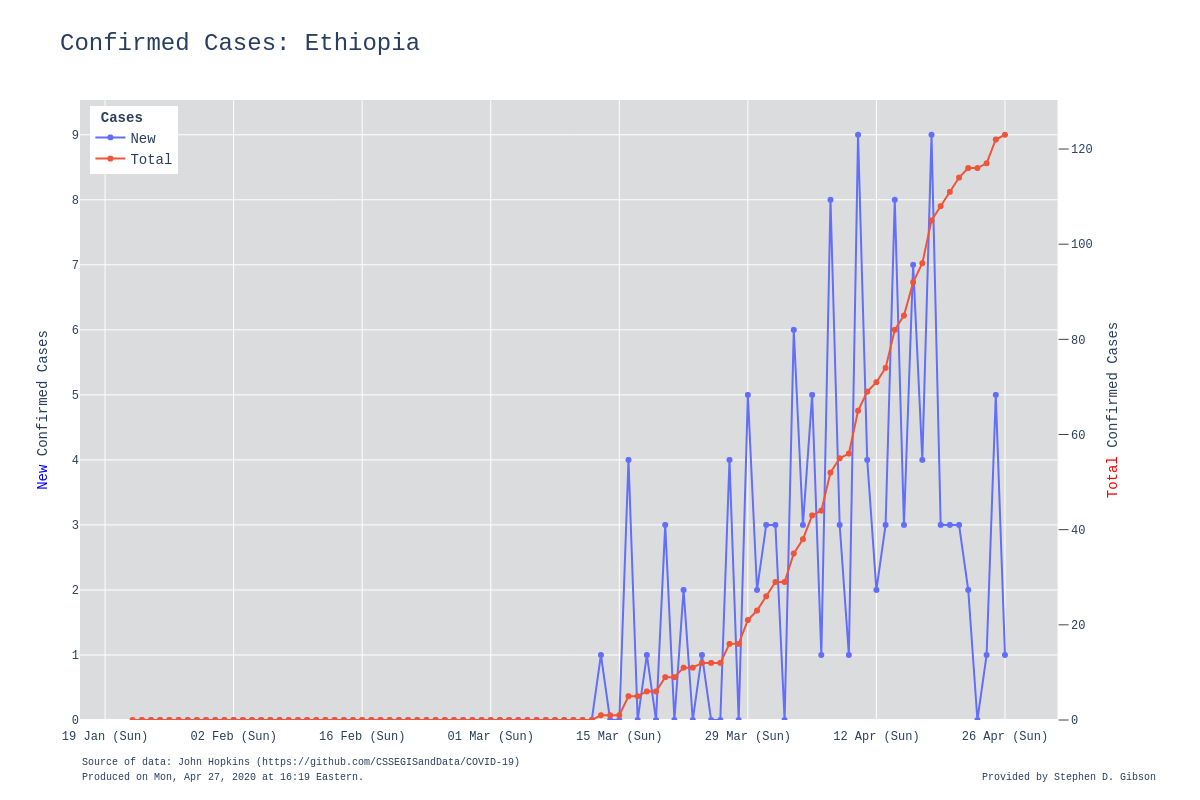 Confirmed Cases: Ethiopia
Cases
New
Total
9
8
7
6
5
4
3
2
1
0
New Confirmed Cases
120
100
80
60
40
20
0
Total Confirmed Cases
19 Jan (Sun) 02 Feb (Sun) 16 Feb (Sun) 01 Mar (Sun) 15 Mar (Sun) 29 Mar (Sun) 12 Apr (Sun) 26 Apr (Sun)
Source of data: John Hopkins (https://github.com/CSSEGISandData/COVID-19)
Produced on Mon, Apr 27, 2020 at 16:19 Eastern.
Provided by Stephen D. Gibson